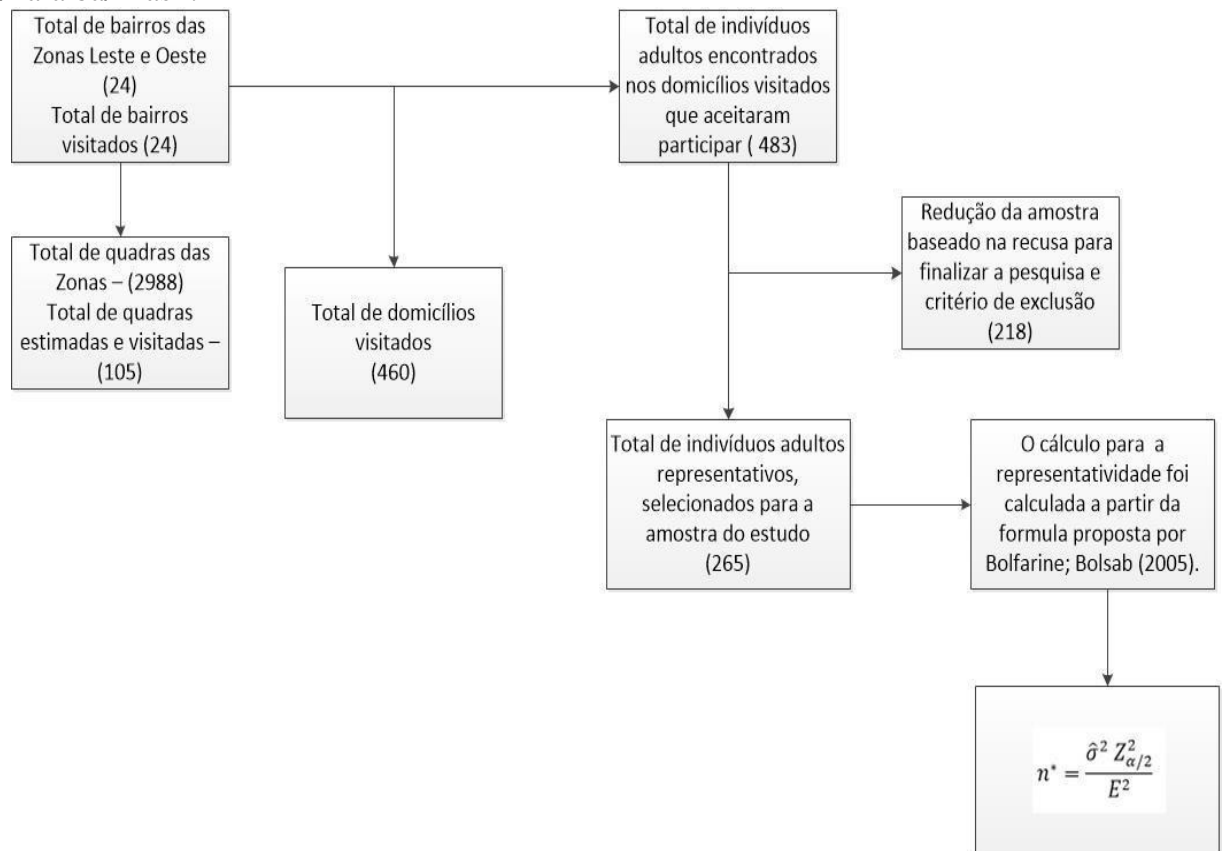 Total de bairros das
Zonas Leste e Oeste
(24)
Total de bairros
visitados (24)
Total de indivíduos
adultos encontrados
nos domicílios visitados
que aceitaram
participar ( 483)
Redução da amostra
baseado na recusa para
finalizar a pesquisa e
critério de exclusão
(218)
Total de quadras das
Zonas – (2988)
Total de quadras
estimadas e visitadas –
(105)
Total de domicílios
visitados
(460)
Total de indivíduos adultos
representativos,
selecionados para a
amostra do estudo
(265)
O cálculo para a
representatividade foi
calculada a partir da
formula proposta por
Bolfarine; Bolsab (2005).
n* = σ̂² Z²α/2 / E²